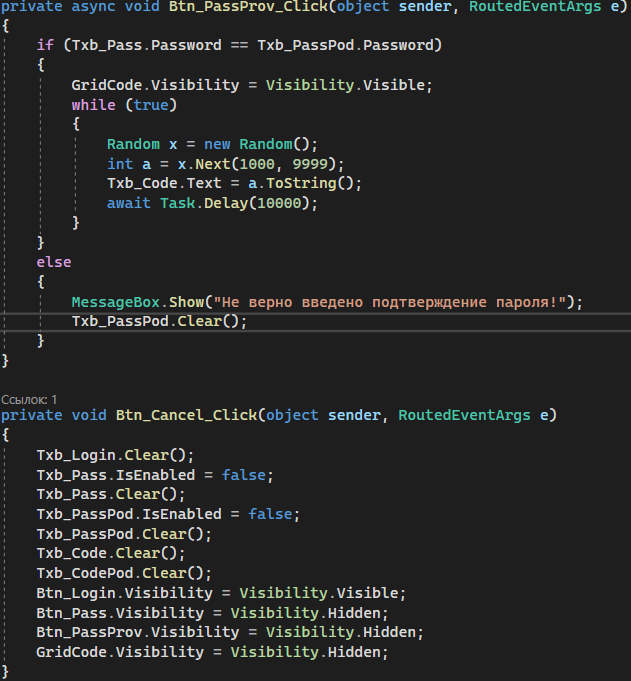 private async void Btn_PassProv_Click(object sender, RoutedEventArgs e)
{
if (Txb_Pass.Password == Txb_PassPod.Password)
{
GridCode.Visibility = Visibility.Visible;
while (true)
{
Random x = new Random();
int a = x.Next(1000, 9999);
Txb_Code.Text = a.ToString();
await Task.Delay(10000);
}
}
else
{
MessageBox.Show("Не верно введено подтверждение пароля!");
Txb_PassPod.Clear();
}
}
Ссылок: 1
private void Btn_Cancel_Click(object sender, RoutedEventArgs e)
{
Txb_Login.Clear();
Txb_Pass.IsEnabled = false;
Txb_Pass.Clear();
Txb_PassPod.IsEnabled = false;
Txb_PassPod.Clear();
Txb_Code.Clear();
Txb_CodePod.Clear();
Btn_Login.Visibility = Visibility.Visible;
Btn_Pass.Visibility = Visibility.Hidden;
Btn_PassProv.Visibility = Visibility.Hidden;
GridCode.Visibility = Visibility.Hidden;
}